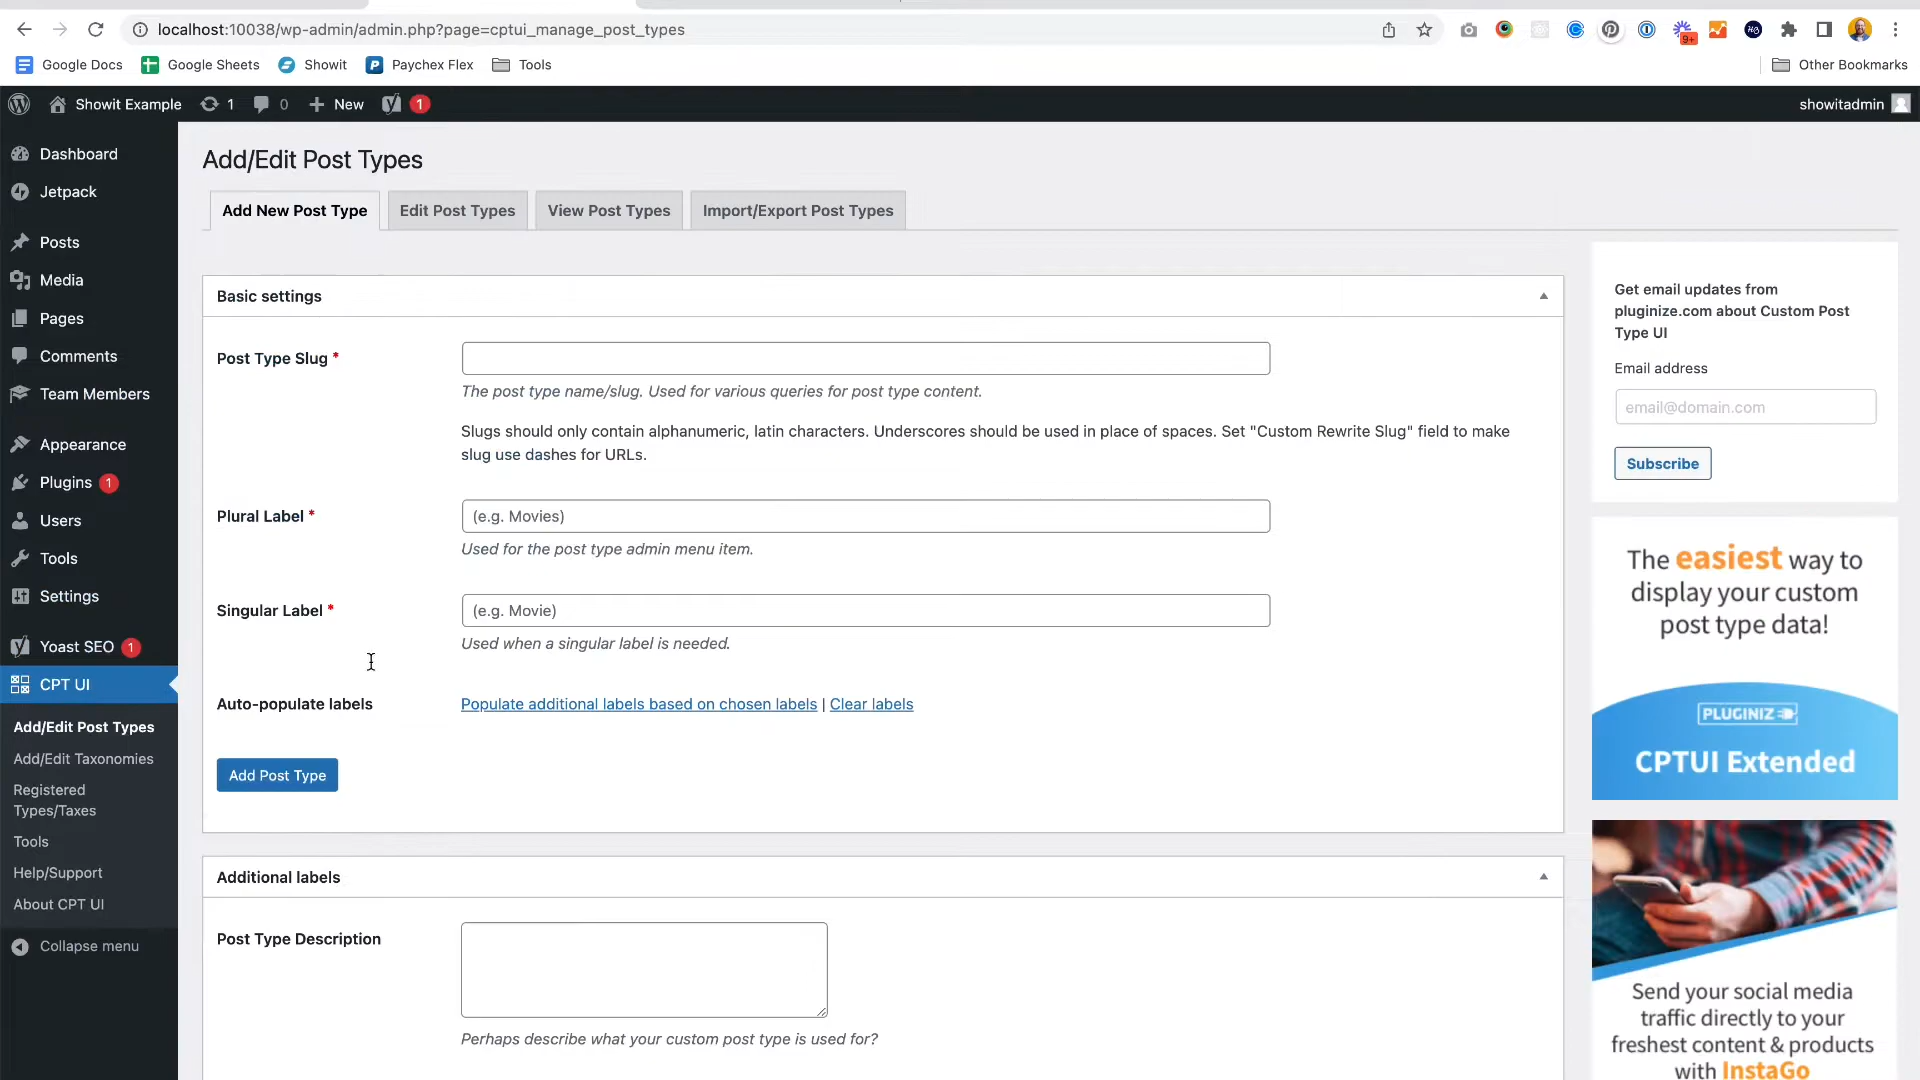 localhost:10038/wp-admin/admin.php?page=cptui_manage_post_types
9+
Google Docs
Google Sheets
Showit
Paychex Flex
Tools
Other Bookmarks
Showit Example
1
0
New
1
showitadmin
Dashboard
Jetpack
Posts
Media
Pages
Comments
Team Members
Appearance
Plugins 1
Users
Tools
Settings
Yoast SEO 1
CPT UI
Add/Edit Post Types
Add/Edit Taxonomies
Registered
Types/Taxes
Tools
Help/Support
About CPT UI
Collapse menu
Add/Edit Post Types
Add New Post Type
Edit Post Types
View Post Types
Import/Export Post Types
Basic settings
Post Type Slug *
The post type name/slug. Used for various queries for post type content.
Slugs should only contain alphanumeric, latin characters. Underscores should be used in place of spaces. Set "Custom Rewrite Slug" field to make
slug use dashes for URLs.
Plural Label *
(e.g. Movies)
Used for the post type admin menu item.
Singular Label *
(e.g. Movie)
Used when a singular label is needed.
Auto-populate labels
Populate additional labels based on chosen labels | Clear labels
Add Post Type
Additional labels
Post Type Description
Perhaps describe what your custom post type is used for?
Get email updates from
pluginize.com about Custom Post
Type UI
Email address
email@domain.com
Subscribe
The easiest way to
display your custom
post type data!
PLUGINIZ
CPTUI Extended
Send your social media
traffic directly to your
freshest content & products
with InstaGo